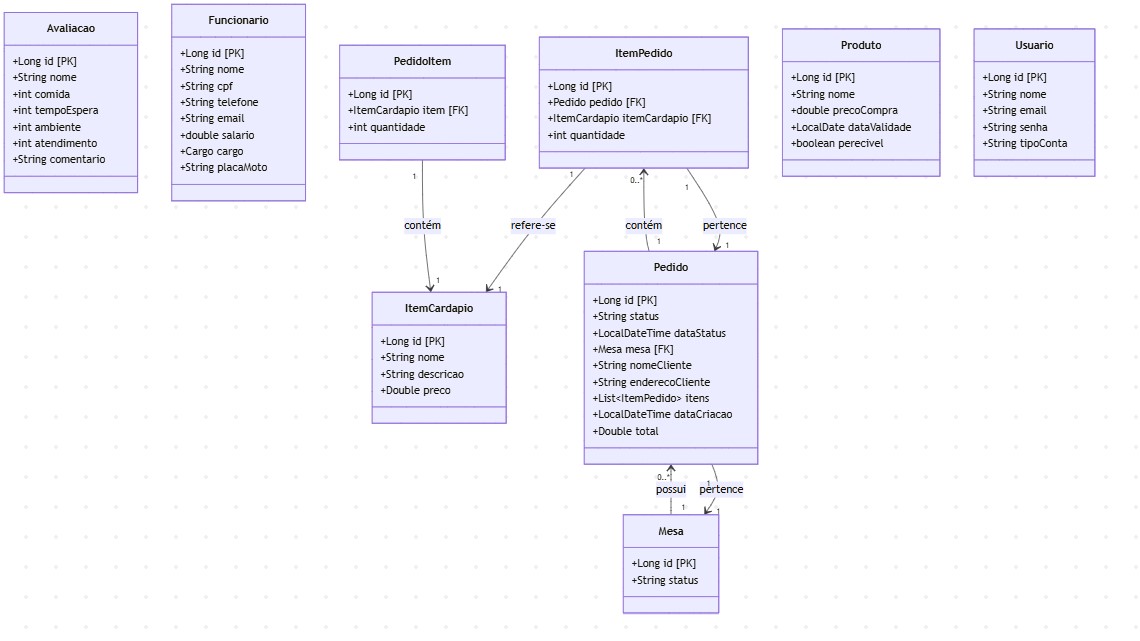 Avaliacao
+Long id [PK]
+String nome
+int comida
+int tempoEspera
+int ambiente
+int atendimento
+String comentario
Funcionario
+Long id [PK]
+String nome
+String cpf
+String telefone
+String email
+double salario
+Cargo cargo
+String placaMoto
PedidoItem
+Long id [PK]
+ItemCardapio item [FK]
+int quantidade
ItemPedido
+Long id [PK]
+Pedido pedido [FK]
+ItemCardapio itemCardapio [FK]
+int quantidade
Produto
+Long id [PK]
+String nome
+double precoCompra
+LocalDate dataValidade
+boolean perecivel
Usuario
+Long id [PK]
+String nome
+String email
+String senha
+String tipoConta
1
contém
1
1
refere-se
1
0..*
contém
1
1
pertence
1
ItemCardapio
+Long id [PK]
+String nome
+String descricao
+Double preco
Pedido
+Long id [PK]
+String status
+LocalDateTime dataStatus
+Mesa mesa [FK]
+String nomeCliente
+String enderecoCliente
+List<ItemPedido> itens
+LocalDateTime dataCriacao
+Double total
0..*
possui
1
1
pertence
1
Mesa
+Long id [PK]
+String status